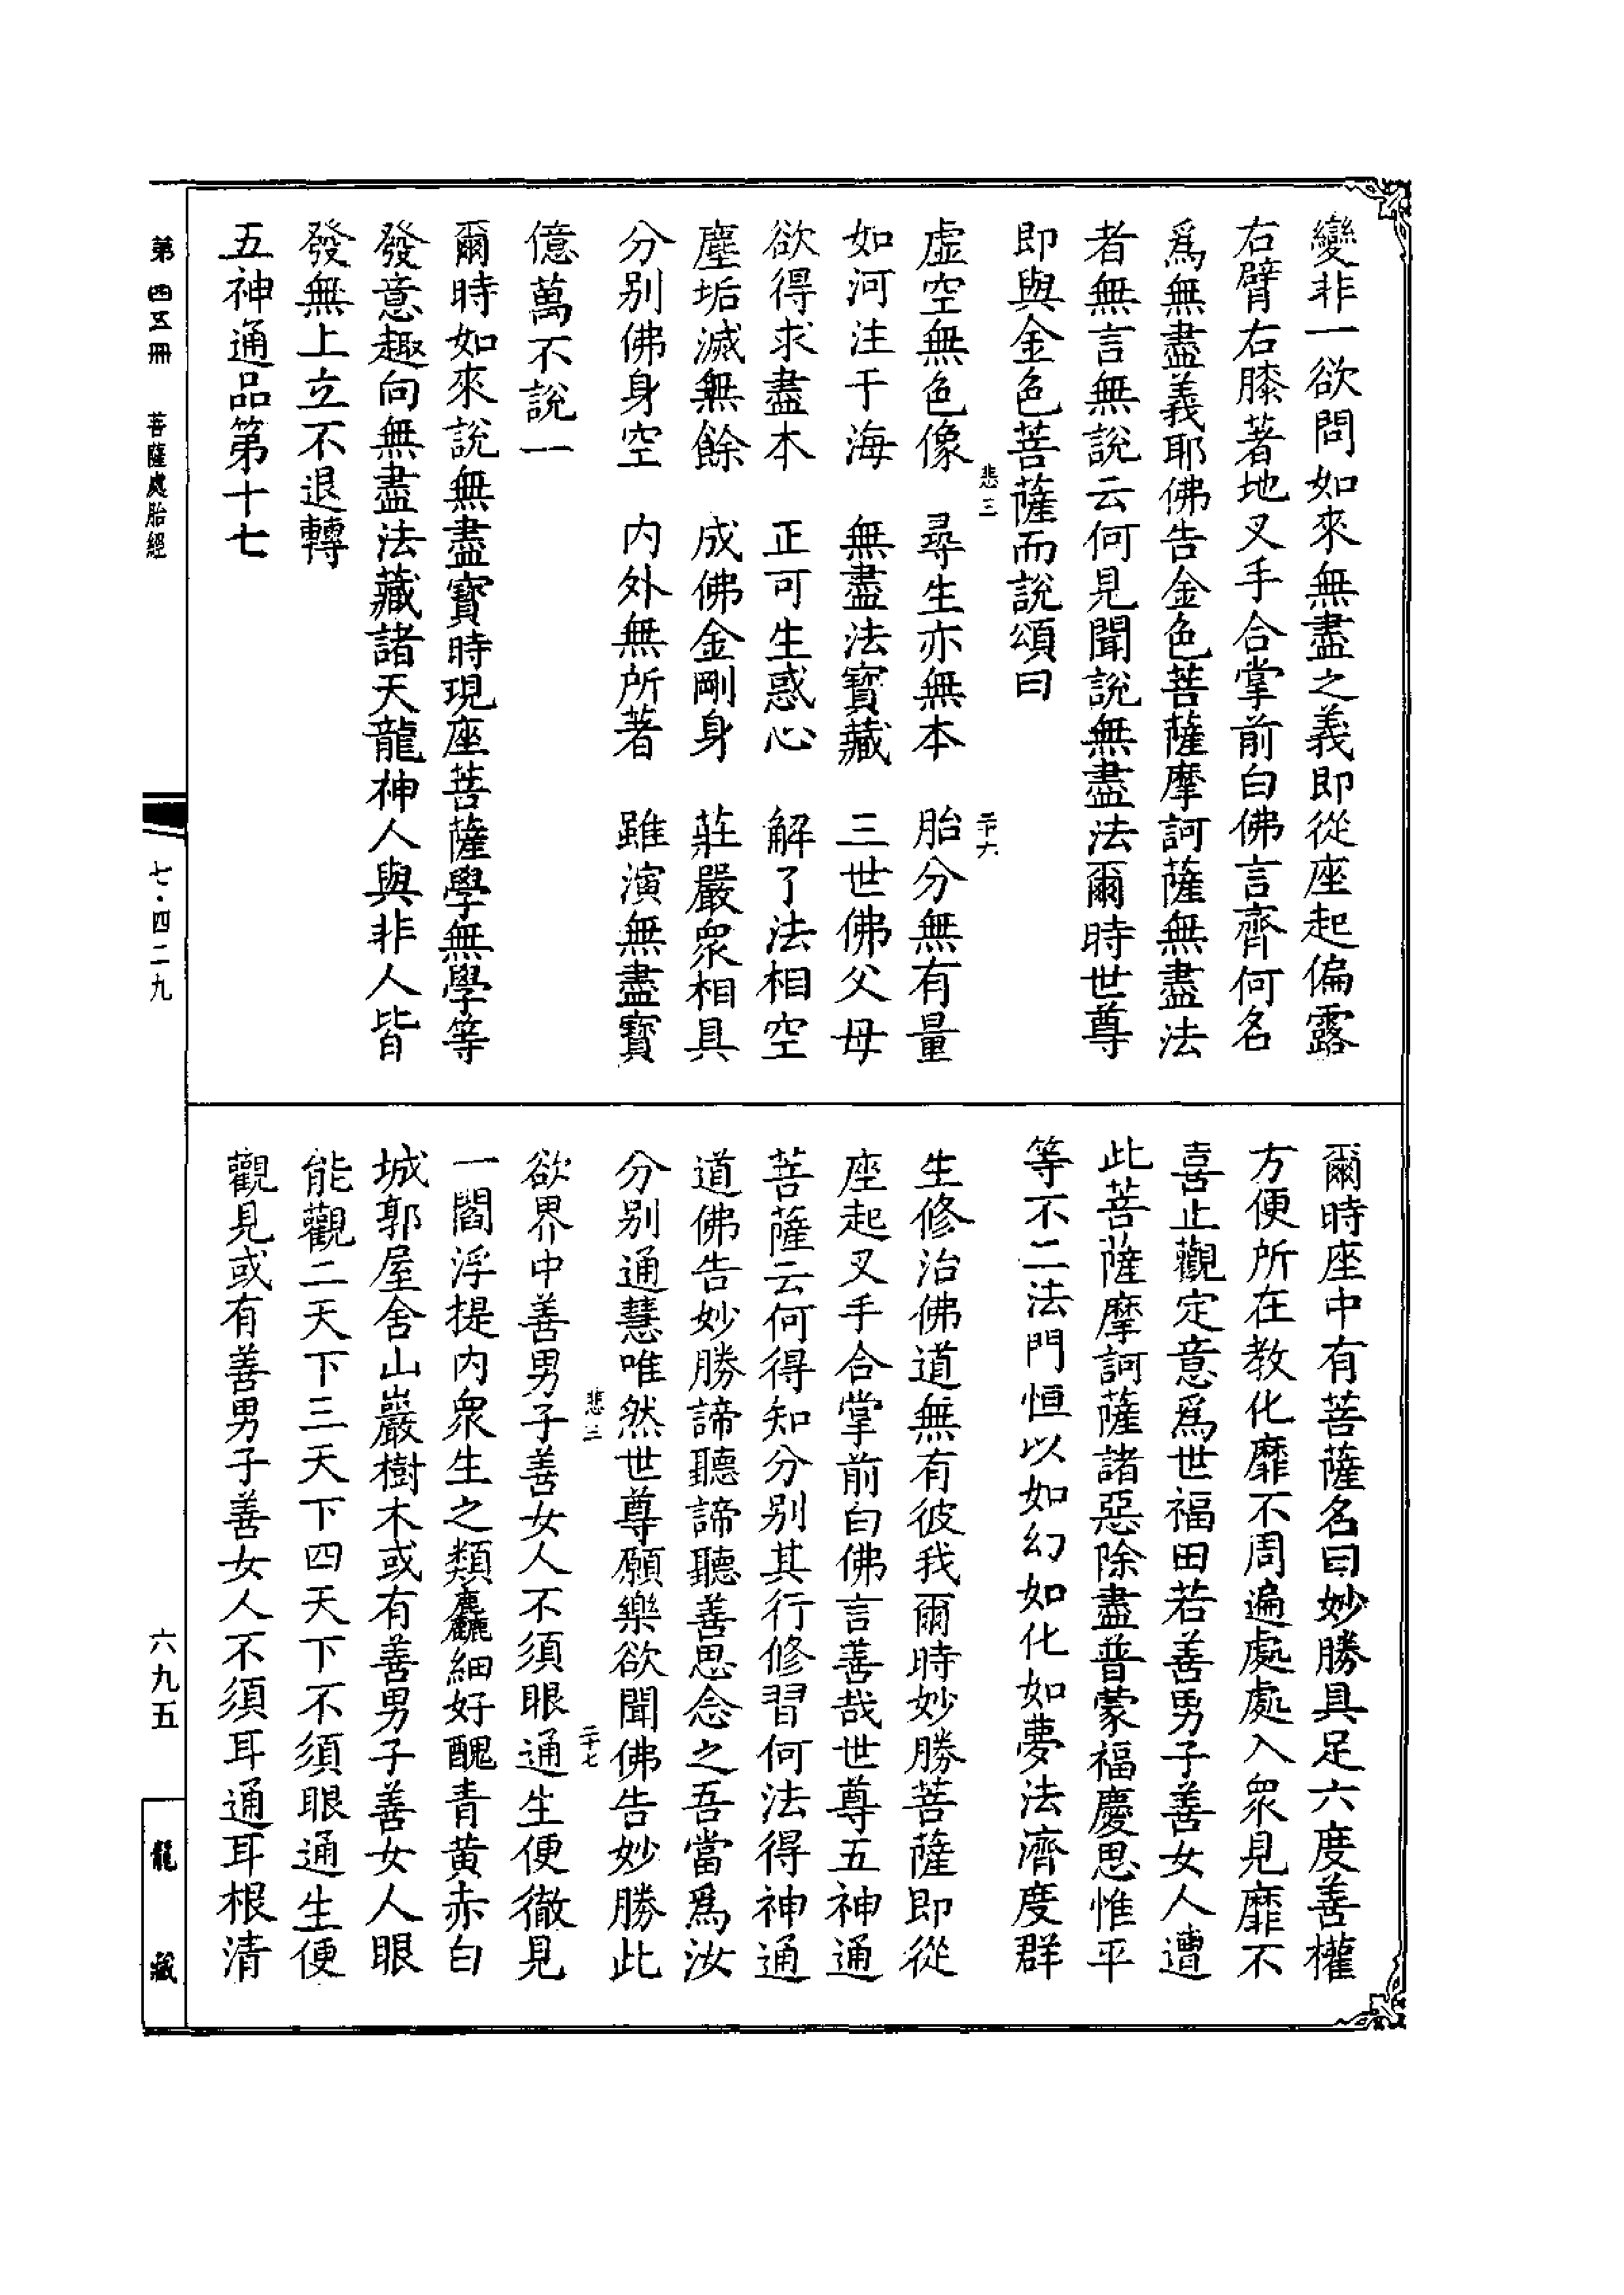 變非一欲問如來無盡之義即從座起偏露
右臂右膝著地叉手合掌前白佛言齊何名
爲無盡義耶佛告金色菩薩摩訶薩無盡法
者無言無說云何見聞說無盡法爾時世尊
即與金色菩薩而說頌曰
悲三 二十六
虛空無色像 尋生亦無本 胎分無有量
如河注于海 無盡法寶藏 三世佛父母
欲得求盡本 正可生惑心 解了法相空
塵垢滅無餘 成佛金剛身 莊嚴衆相具
分別佛身空 內外無所著 雖演無盡寶
億萬不說一
爾時如來說無盡寶時現座菩薩學無學等
發意趣向無盡法藏諸天龍神人與非人皆
發無上立不退轉
五神通品第十七
爾時座中有菩薩名曰妙勝具足六度善權
方便所在教化靡不周遍處處入衆見靡不
喜止觀定意爲世福田若善男子善女人遭
此菩薩摩訶薩諸惡除盡普蒙福慶思惟平
等不二法門恒以如幻如化如夢法濟度群
生修治佛道無有彼我爾時妙勝菩薩即從
座起叉手合掌前白佛言善哉世尊五神通
菩薩云何得知分別其行修習何法得神通
道佛告妙勝諦聽諦聽善思念之吾當爲汝
分別通慧唯然世尊願樂欲聞佛告妙勝此
悲三 二十七
欲界中善男子善女人不須眼通生便徹見
一閻浮提內衆生之類麤細好醜青黃赤白
城郭屋舍山巖樹木或有善男子善女人眼
能觀二天下三天下四天下不須眼通生便
觀見或有善男子善女人不須耳通耳根清
第四五冊 菩薩處胎經
七·四二九
六九五
龍藏